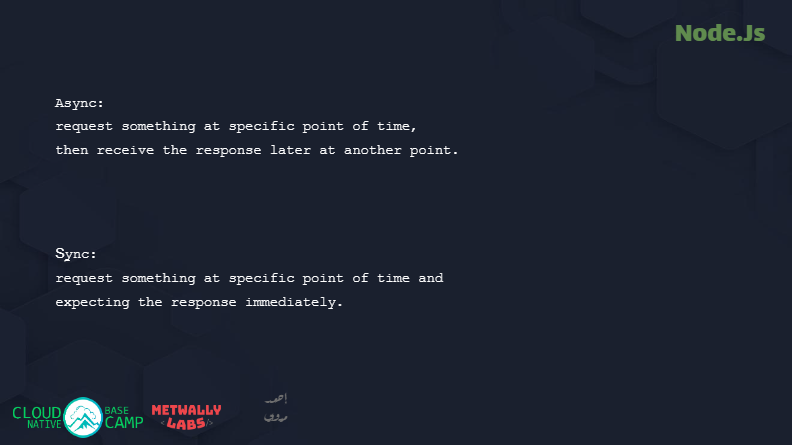 Node.Js
Async:
request something at specific point of time,
then receive the response later at another point.
Sync:
request something at specific point of time and
expecting the response immediately.
CLOUD NATIVE
BASE CAMP
METWALLY
<LABS/>